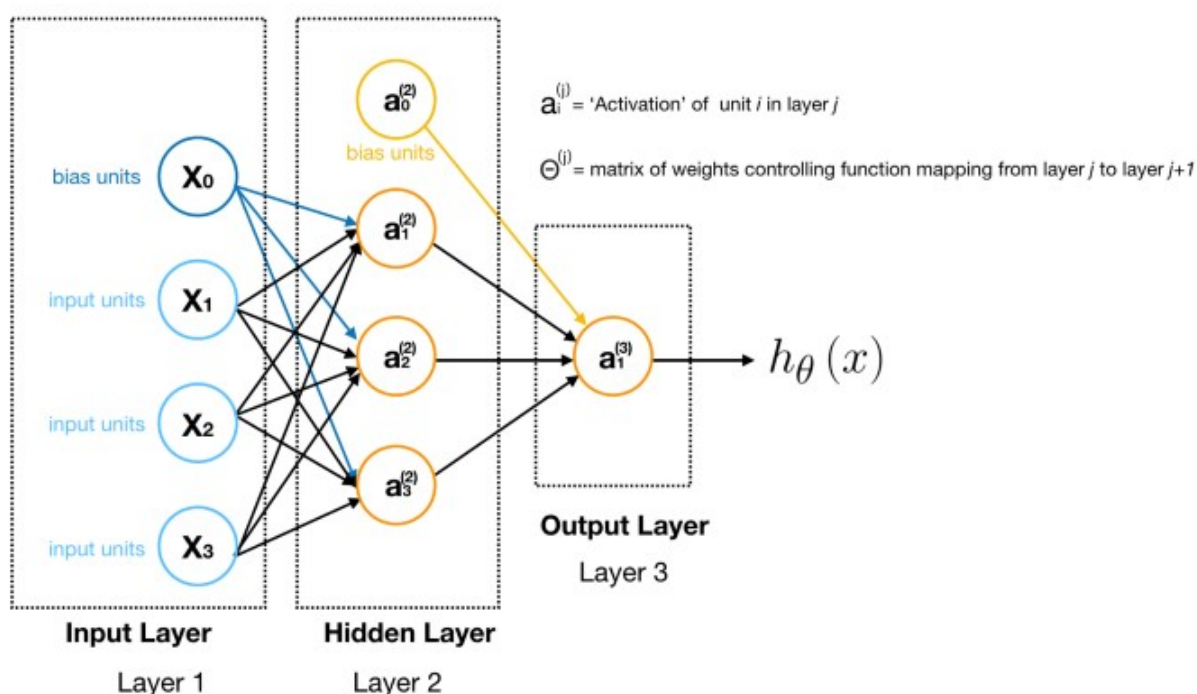 a₀⁽²⁾
aᵢ⁽ʲ⁾ = 'Activation' of unit i in layer j
bias units
Θ⁽ʲ⁾ = matrix of weights controlling function mapping from layer j to layer j+1
bias units
X₀
a₁⁽²⁾
input units
X₁
a₂⁽²⁾
a₁⁽³⁾
h_θ (x)
input units
X₂
a₃⁽²⁾
input units
X₃
Output Layer
Layer 3
Input Layer
Layer 1
Hidden Layer
Layer 2